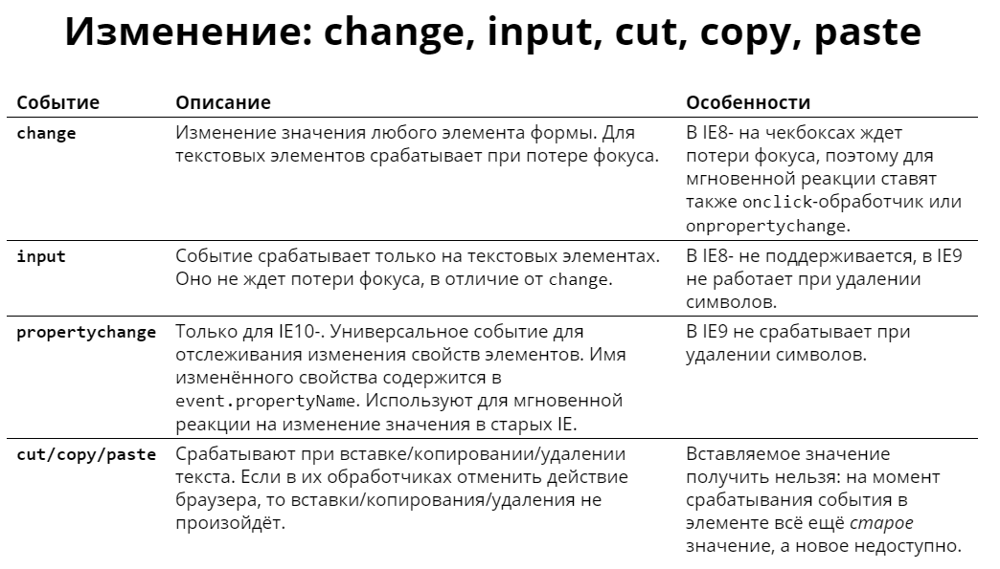 Изменение: change, input, cut, copy, paste
Событие Описание Особенности
change
Изменение значения любого элемента формы. Для
текстовых элементов срабатывает при потере фокуса.
В IE8- на чекбоксах ждет
потери фокуса, поэтому для
мгновенной реакции ставят
также onclick-обработчик или
onpropertychange.
input
Событие срабатывает только на текстовых элементах.
Оно не ждет потери фокуса, в отличие от change.
В IE8- не поддерживается, в IE9
не работает при удалении
символов.
propertychange
Только для IE10-. Универсальное событие для
отслеживания изменения свойств элементов. Имя
изменённого свойства содержится в
event.propertyName. Используют для мгновенной
реакции на изменение значения в старых IE.
В IE9 не срабатывает при
удалении символов.
cut/copy/paste
Срабатывают при вставке/копировании/удалении
текста. Если в их обработчиках отменить действие
браузера, то вставки/копирования/удаления не
произойдёт.
Вставляемое значение
получить нельзя: на момент
срабатывания события в
элементе всё ещё старое
значение, а новое недоступно.